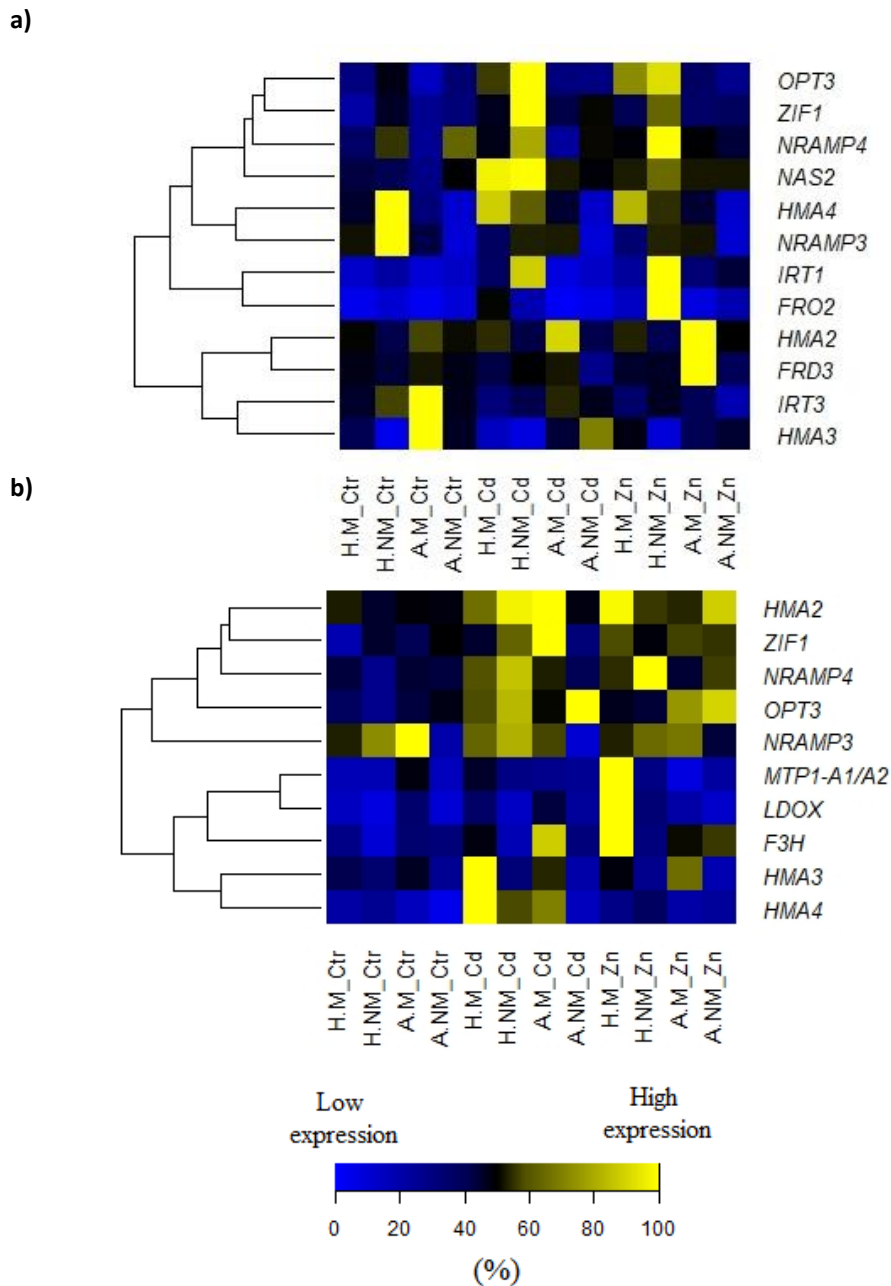 a)
OPT3
ZIF1
NRAMP4
NAS2
HMA4
NRAMP3
IRT1
FRO2
HMA2
FRD3
IRT3
HMA3
H.M_Ctr
H.NM_Ctr
A.M_Ctr
A.NM_Ctr
H.M_Cd
H.NM_Cd
A.M_Cd
A.NM_Cd
H.M_Zn
H.NM_Zn
A.M_Zn
A.NM_Zn
b)
HMA2
ZIF1
NRAMP4
OPT3
NRAMP3
MTP1-A1/A2
LDOX
F3H
HMA3
HMA4
H.M_Ctr
H.NM_Ctr
A.M_Ctr
A.NM_Ctr
H.M_Cd
H.NM_Cd
A.M_Cd
A.NM_Cd
H.M_Zn
H.NM_Zn
A.M_Zn
A.NM_Zn
Low
expression
High
expression
0 20 40 60 80 100
(%)